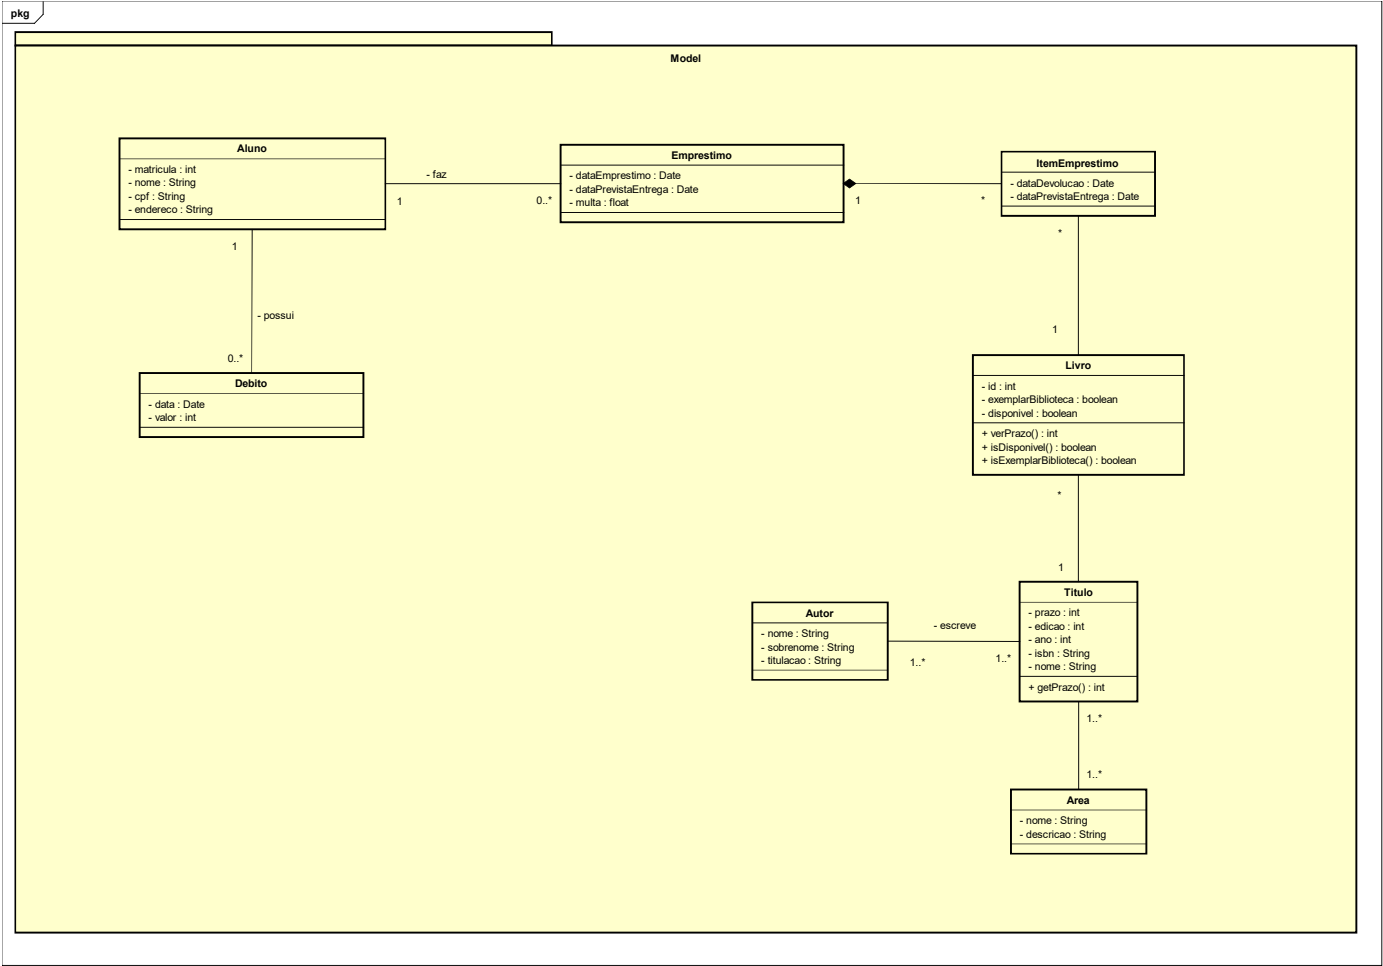 pkg
Model
Aluno
- matricula : int
- nome : String
- cpf : String
- endereco : String
- faz
1
0..*
Emprestimo
- dataEmprestimo : Date
- dataPrevistaEntrega : Date
- multa : float
1
*
ItemEmprestimo
- dataDevolucao : Date
- dataPrevistaEntrega : Date
1
- possui
0..*
Debito
- data : Date
- valor : int
*
1
Livro
- id : int
- exemplarBiblioteca : boolean
- disponivel : boolean
+ verPrazo() : int
+ isDisponivel() : boolean
+ isExemplarBiblioteca() : boolean
*
1
Autor
- nome : String
- sobrenome : String
- titulacao : String
- escreve
1..*
1..*
Titulo
- prazo : int
- edicao : int
- ano : int
- isbn : String
- nome : String
+ getPrazo() : int
1..*
1..*
Area
- nome : String
- descricao : String